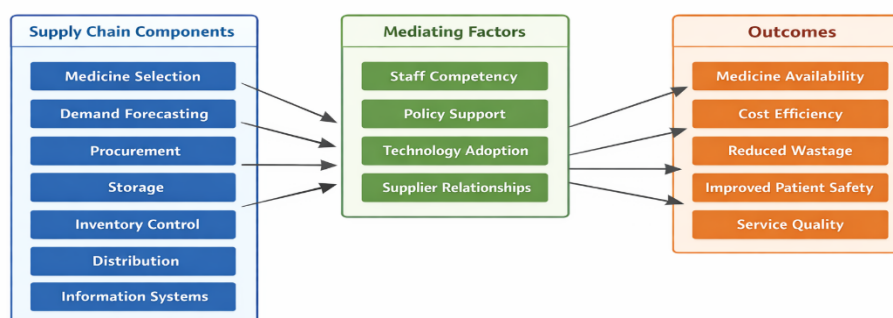 Supply Chain Components
Medicine Selection
Demand Forecasting
Procurement
Storage
Inventory Control
Distribution
Information Systems
Mediating Factors
Staff Competency
Policy Support
Technology Adoption
Supplier Relationships
Outcomes
Medicine Availability
Cost Efficiency
Reduced Wastage
Improved Patient Safety
Service Quality